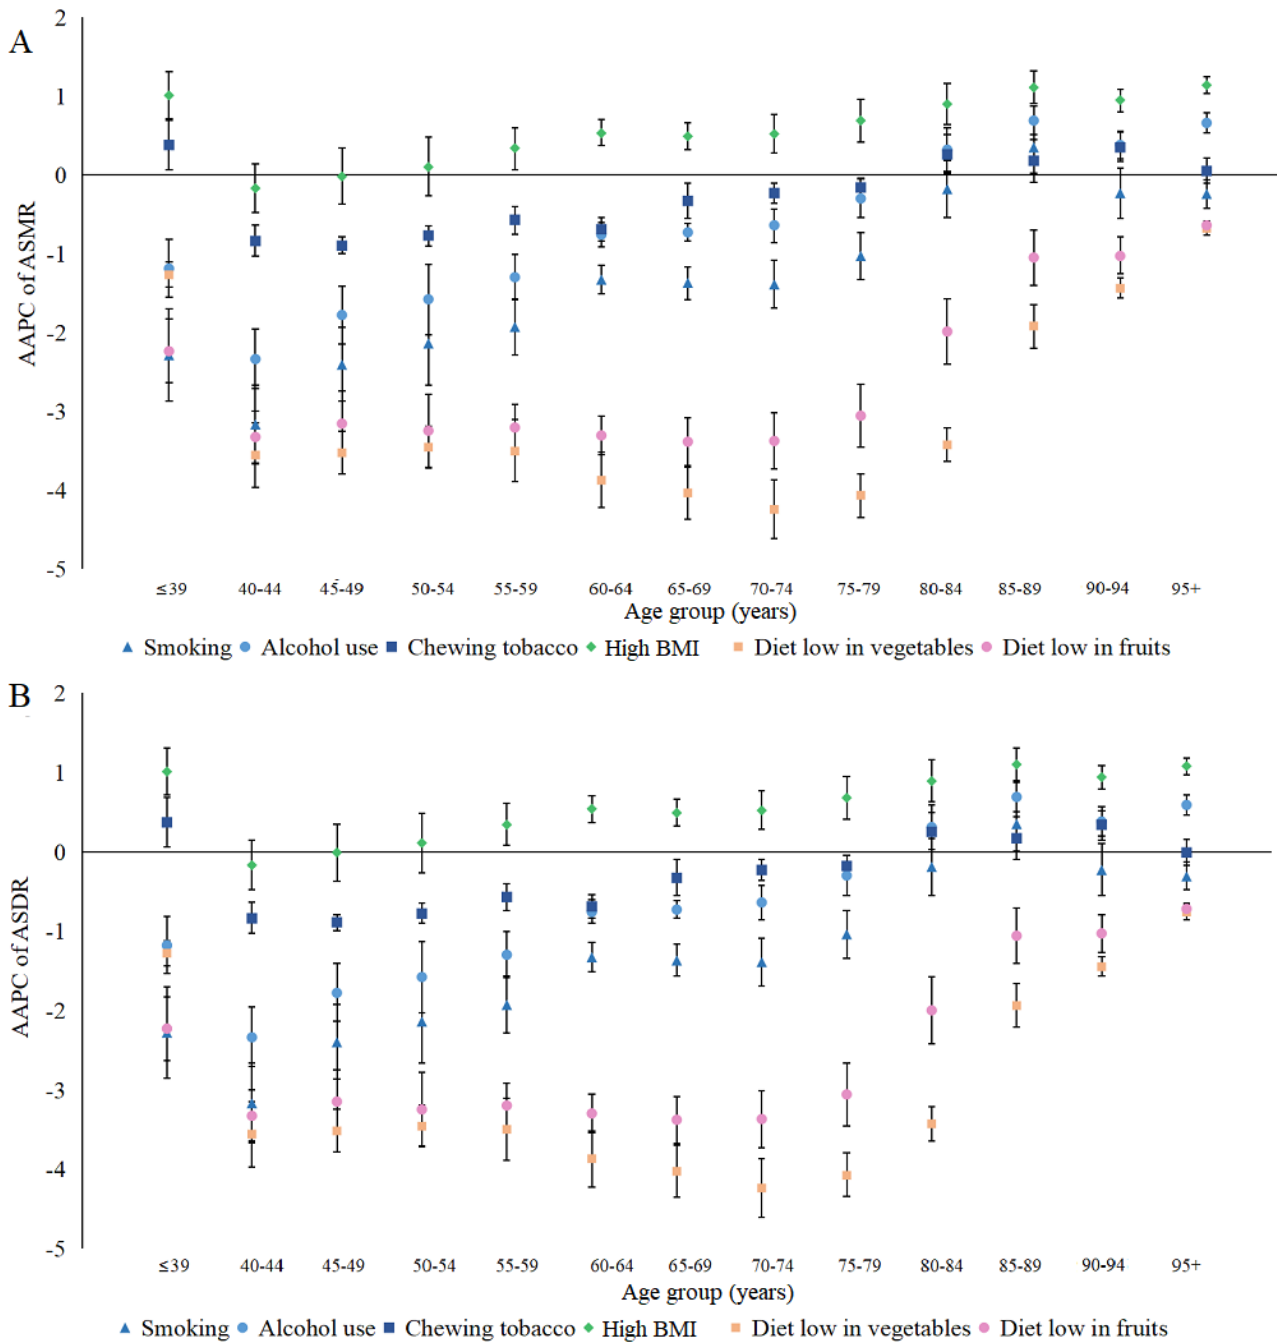 A
2
1
0
-1
-2
-3
-4
-5
AAPC of ASMR
≤39 40-44 45-49 50-54 55-59 60-64 65-69 70-74 75-79 80-84 85-89 90-94 95+
Age group (years)
Smoking Alcohol use Chewing tobacco High BMI Diet low in vegetables Diet low in fruits
B
2
1
0
-1
-2
-3
-4
-5
AAPC of ASDR
≤39 40-44 45-49 50-54 55-59 60-64 65-69 70-74 75-79 80-84 85-89 90-94 95+
Age group (years)
Smoking Alcohol use Chewing tobacco High BMI Diet low in vegetables Diet low in fruits